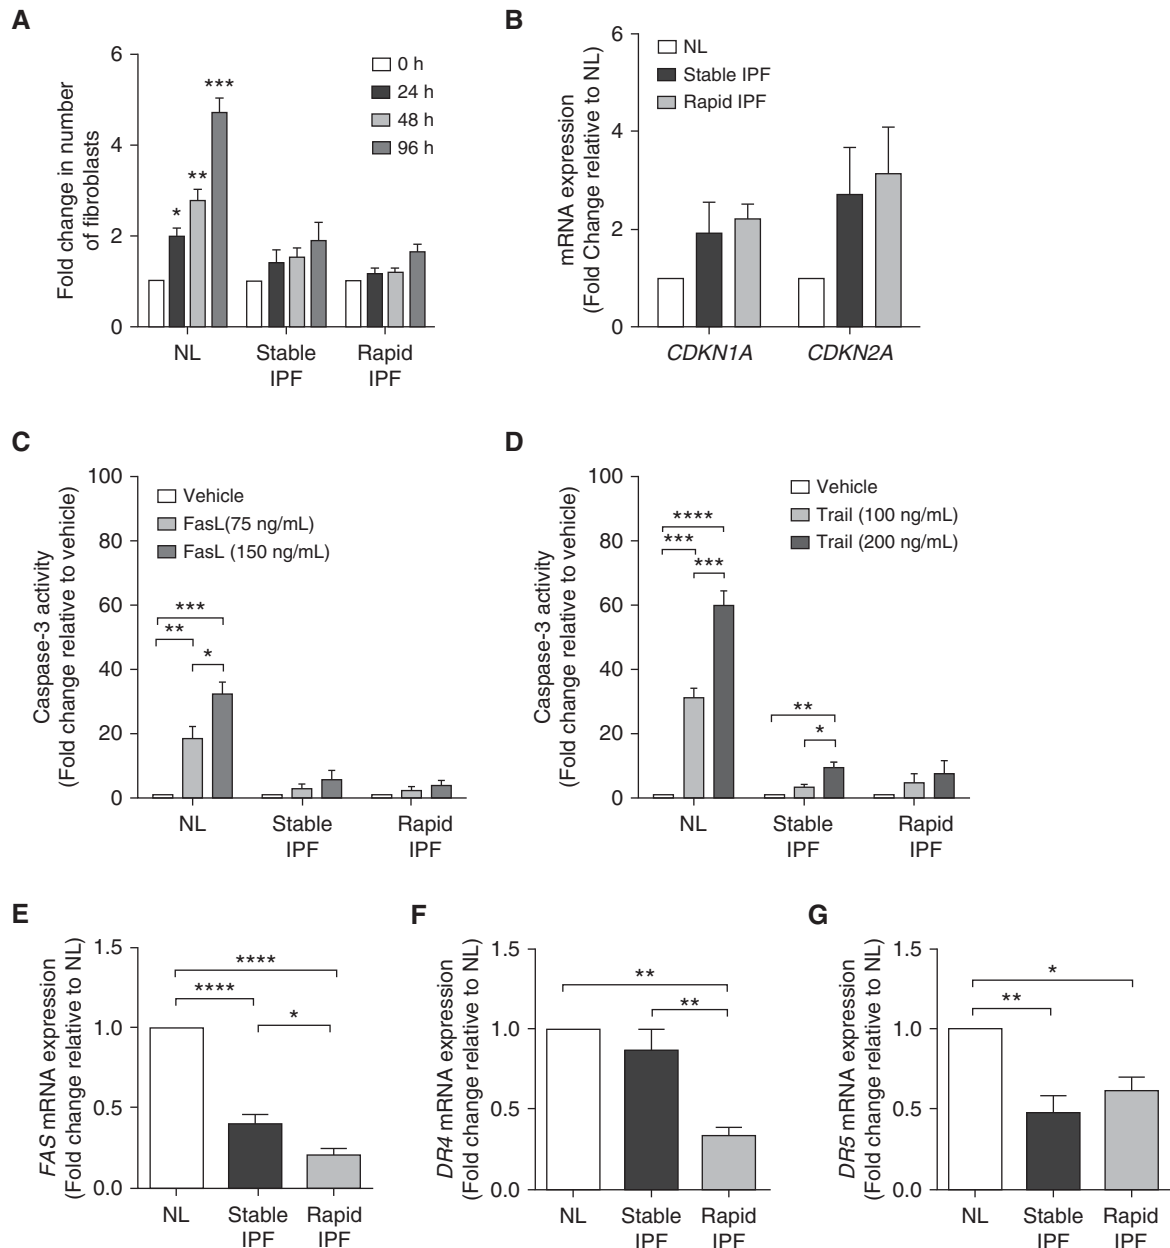 A
Fold change in number
of fibroblasts
6
4
2
0
*
**
***
0 h
24 h
48 h
96 h
NL
Stable
IPF
Rapid
IPF
B
mRNA expression
(Fold Change relative to NL)
6
4
2
0
NL
Stable IPF
Rapid IPF
CDKN1A
CDKN2A
C
Caspase-3 activity
(Fold change relative to vehicle)
100
80
60
40
20
0
Vehicle
FasL(75 ng/mL)
FasL (150 ng/mL)
***
**
*
NL
Stable
IPF
Rapid
IPF
D
Caspase-3 activity
(Fold change relative to vehicle)
100
80
60
40
20
0
Vehicle
Trail (100 ng/mL)
Trail (200 ng/mL)
****
***
***
**
*
NL
Stable
IPF
Rapid
IPF
E
FAS mRNA expression
(Fold change relative to NL)
1.5
1.0
0.5
0.0
****
****
*
NL
Stable
IPF
Rapid
IPF
F
DR4 mRNA expression
(Fold change relative to NL)
1.5
1.0
0.5
0.0
**
**
NL
Stable
IPF
Rapid
IPF
G
DR5 mRNA expression
(Fold change relative to NL)
1.5
1.0
0.5
0.0
*
**
NL
Stable
IPF
Rapid
IPF